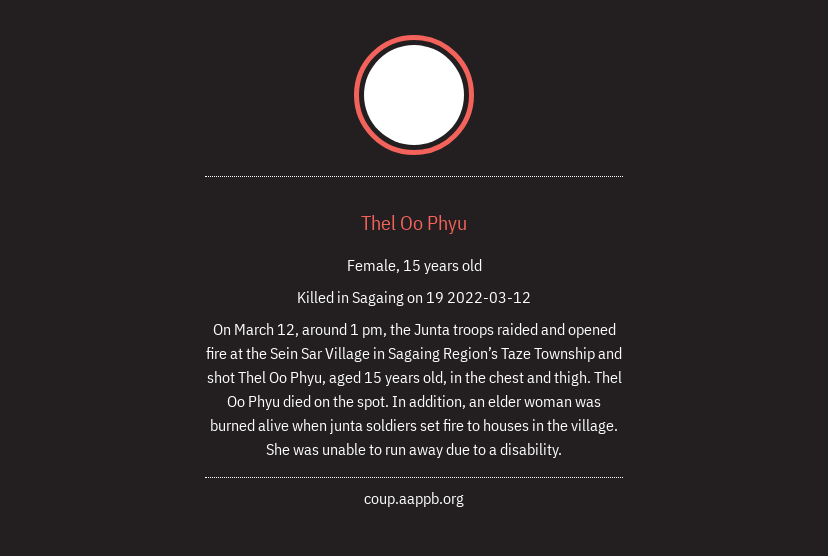 Thel Oo Phyu
Female, 15 years old
Killed in Sagaing on 19 2022-03-12
On March 12, around 1 pm, the Junta troops raided and opened
fire at the Sein Sar Village in Sagaing Region’s Taze Township and
shot Thel Oo Phyu, aged 15 years old, in the chest and thigh. Thel
Oo Phyu died on the spot. In addition, an elder woman was
burned alive when junta soldiers set fire to houses in the village.
She was unable to run away due to a disability.
coup.aappb.org